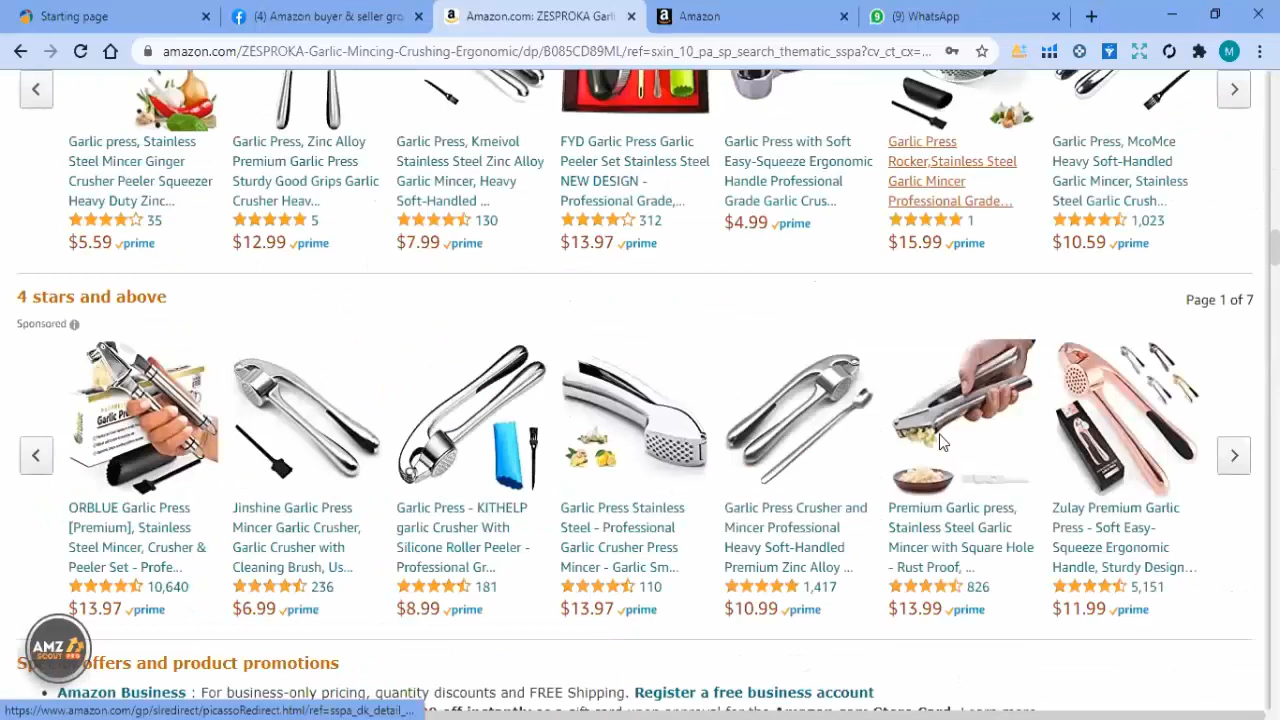 Starting page
(4) Amazon buyer & seller gro
Amazon.com: ZESPROKA Garli
Amazon
(9) WhatsApp
amazon.com/ZESPROKA-Garlic-Mincing-Crushing-Ergonomic/dp/B085CD89ML/ref=sxin_10_pa_sp_search_thematic_sspa?cv_ct_cx=...
M
Garlic press, Stainless
Steel Mincer Ginger
Crusher Peeler Squeezer
Heavy Duty Zinc...
35
$5.59 prime
Garlic Press, Zinc Alloy
Premium Garlic Press
Sturdy Good Grips Garlic
Crusher Heav...
5
$12.99 prime
Garlic Press, Kmeivol
Stainless Steel Zinc Alloy
Garlic Mincer, Heavy
Soft-Handled ...
130
$7.99 prime
FYD Garlic Press Garlic
Peeler Set Stainless Steel
NEW DESIGN -
Professional Grade,...
312
$13.97 prime
Garlic Press with Soft
Easy-Squeeze Ergonomic
Handle Professional
Grade Garlic Crus...
$4.99 prime
Garlic Press
Rocker,Stainless Steel
Garlic Mincer
Professional Grade...
1
$15.99 prime
Garlic Press, McoMce
Heavy Soft-Handled
Garlic Mincer, Stainless
Steel Garlic Crush...
1,023
$10.59 prime
4 stars and above
Page 1 of 7
Sponsored
ORBLUE Garlic Press
[Premium], Stainless
Steel Mincer, Crusher &
Peeler Set - Profe...
10,640
$13.97 prime
Jinshine Garlic Press
Mincer Garlic Crusher,
Garlic Crusher with
Cleaning Brush, Us...
236
$6.99 prime
Garlic Press - KITHELP
garlic Crusher With
Silicone Roller Peeler -
Professional Gr...
181
$8.99 prime
Garlic Press Stainless
Steel - Professional
Garlic Crusher Press
Mincer - Garlic Sm...
110
$13.97 prime
Garlic Press Crusher and
Mincer Professional
Heavy Soft-Handled
Premium Zinc Alloy ...
1,417
$10.99 prime
Premium Garlic press,
Stainless Steel Garlic
Mincer with Square Hole
- Rust Proof, ...
826
$13.99 prime
Zulay Premium Garlic
Press - Soft Easy-
Squeeze Ergonomic
Handle, Sturdy Design...
5,151
$11.99 prime
AMZ
SCOUT PRO
offers and product promotions
Amazon Business : For business-only pricing, quantity discounts and FREE Shipping. Register a free business account
https://www.amazon.com/gp/slredirect/picassoRedirect.html/ref=sspa_dk_detail_...